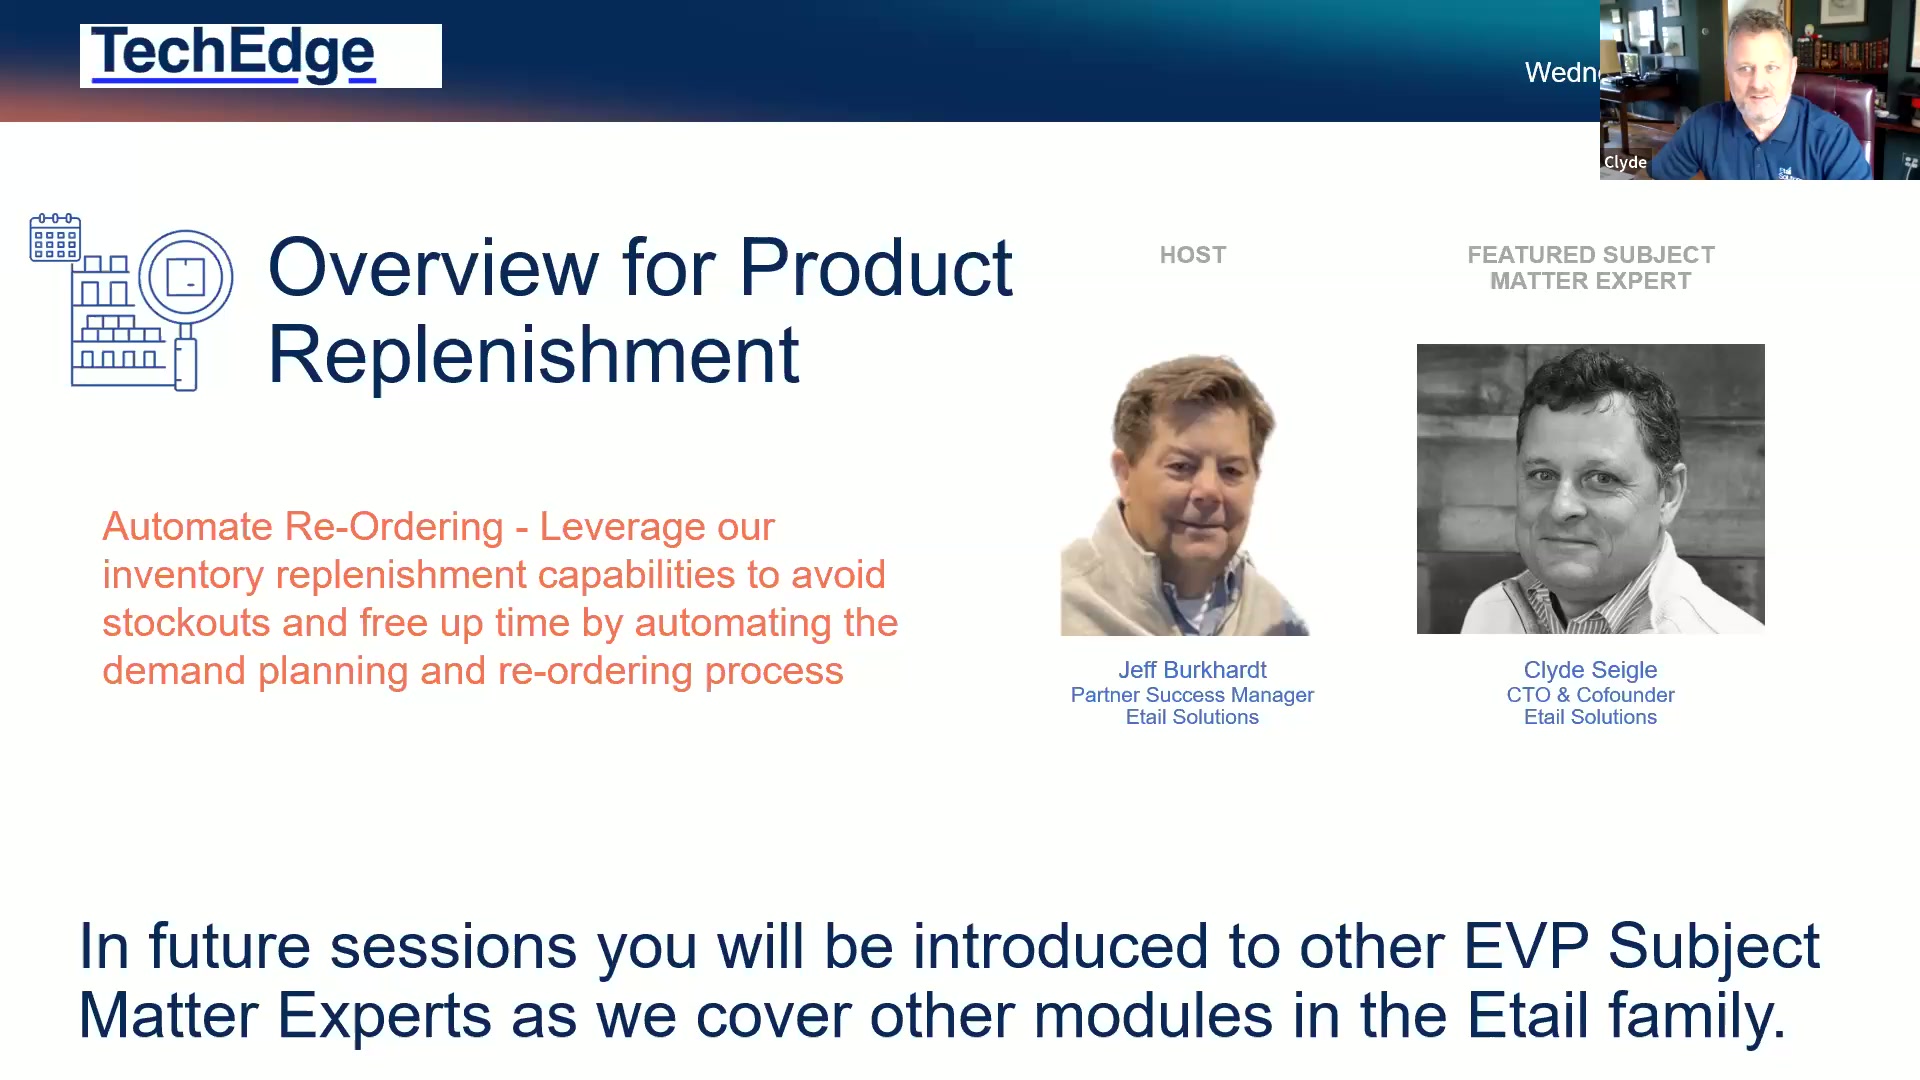 TechEdge
Clyde
Overview for Product
Replenishment
HOST
FEATURED SUBJECT
MATTER EXPERT
Automate Re-Ordering - Leverage our
inventory replenishment capabilities to avoid
stockouts and free up time by automating the
demand planning and re-ordering process
Jeff Burkhardt
Partner Success Manager
Etail Solutions
Clyde Seigle
CTO & Cofounder
Etail Solutions
In future sessions you will be introduced to other EVP Subject
Matter Experts as we cover other modules in the Etail family.